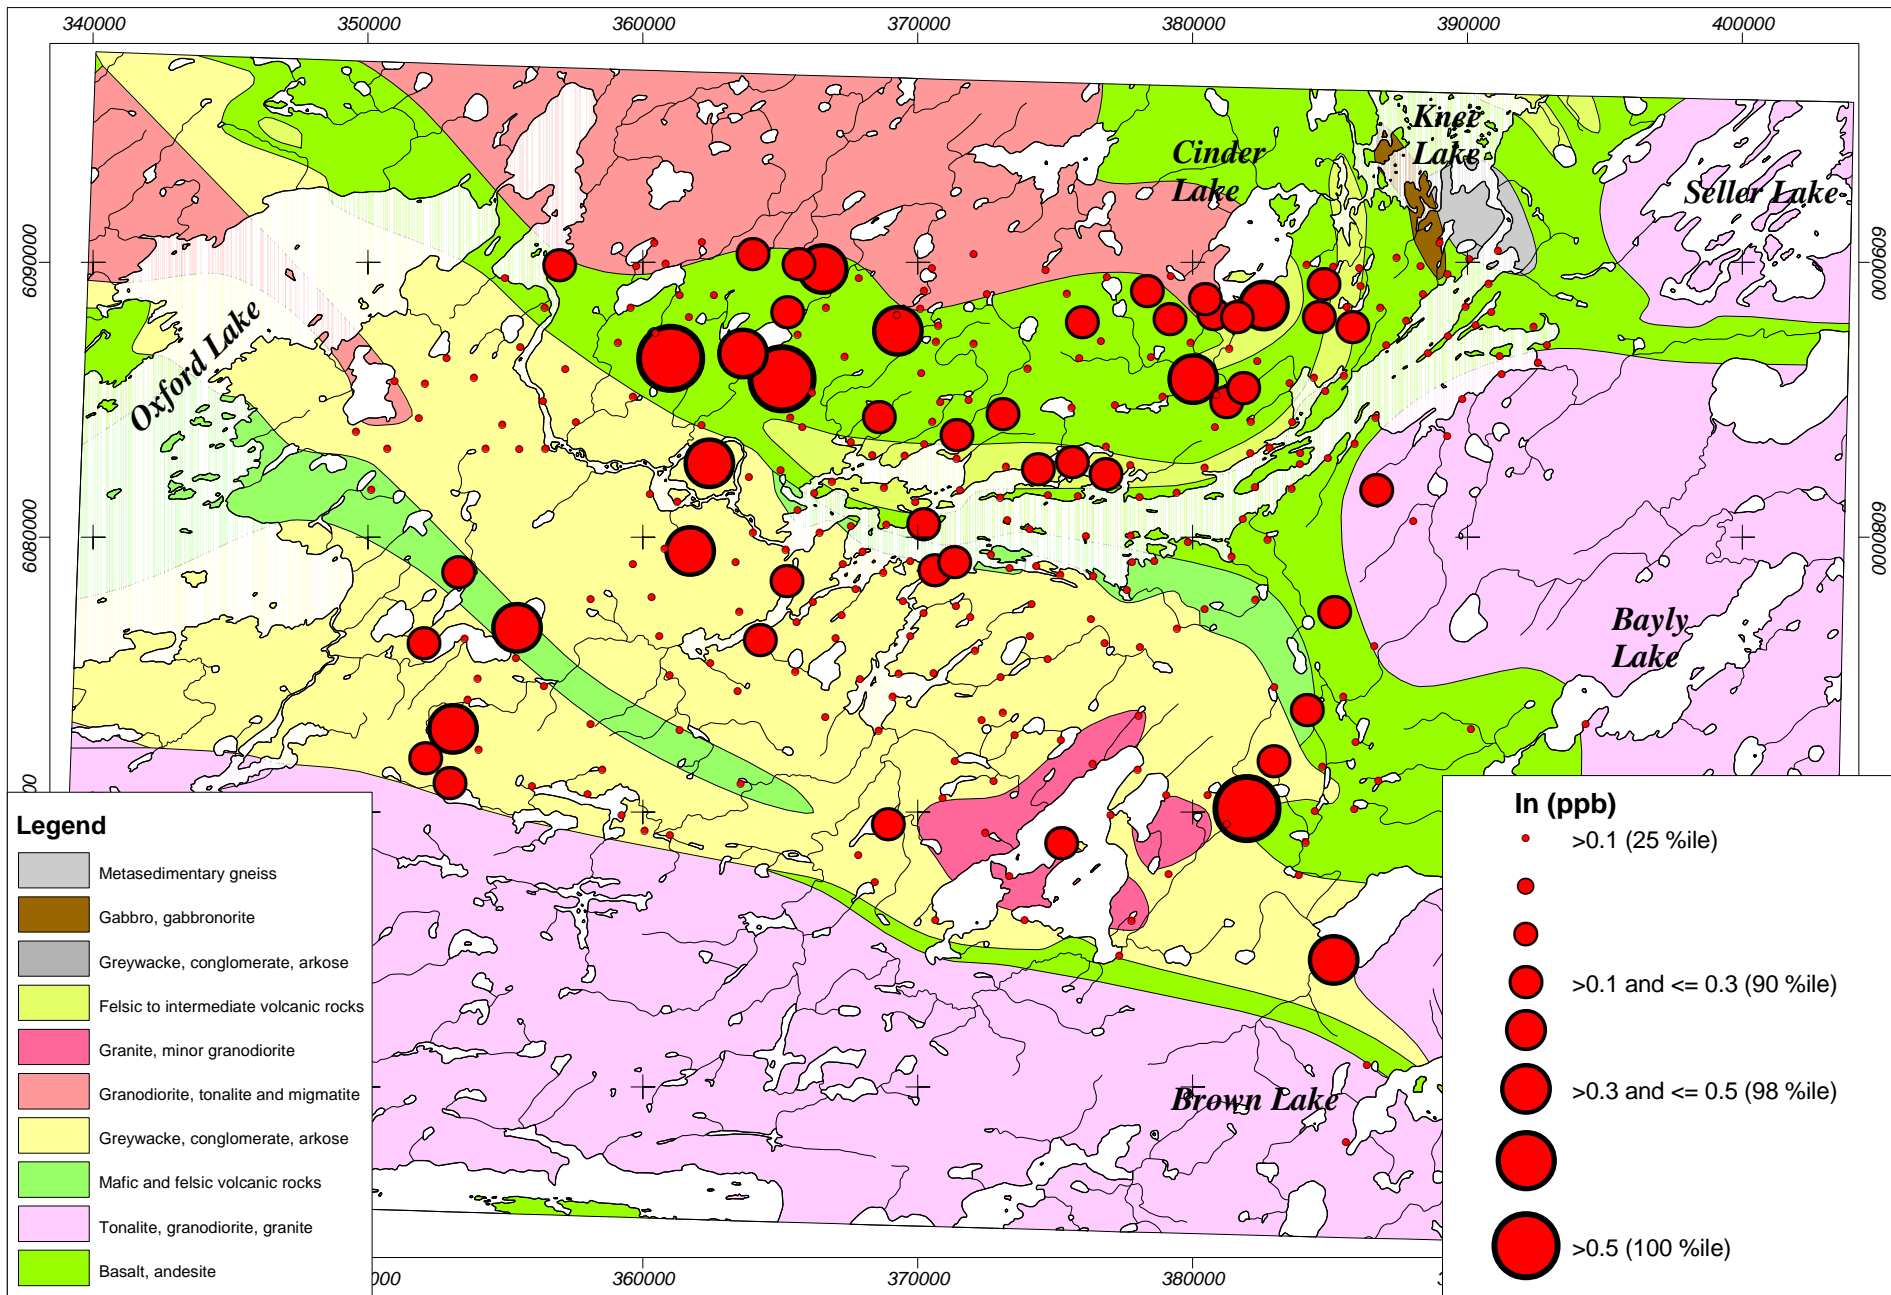 340000 350000 360000 370000 380000 390000 400000
6090000
6090000
6080000
6080000
Knee
Lake
Cinder
Lake
Seller Lake
Oxford Lake
Bayly
Lake
Brown Lake
Legend
Metasedimentary gneiss
Gabbro, gabbronorite
Greywacke, conglomerate, arkose
Felsic to intermediate volcanic rocks
Granite, minor granodiorite
Granodiorite, tonalite and migmatite
Greywacke, conglomerate, arkose
Mafic and felsic volcanic rocks
Tonalite, granodiorite, granite
Basalt, andesite
In (ppb)
>0.1 (25 %ile)
>0.1 and <= 0.3 (90 %ile)
>0.3 and <= 0.5 (98 %ile)
>0.5 (100 %ile)
360000 370000 380000